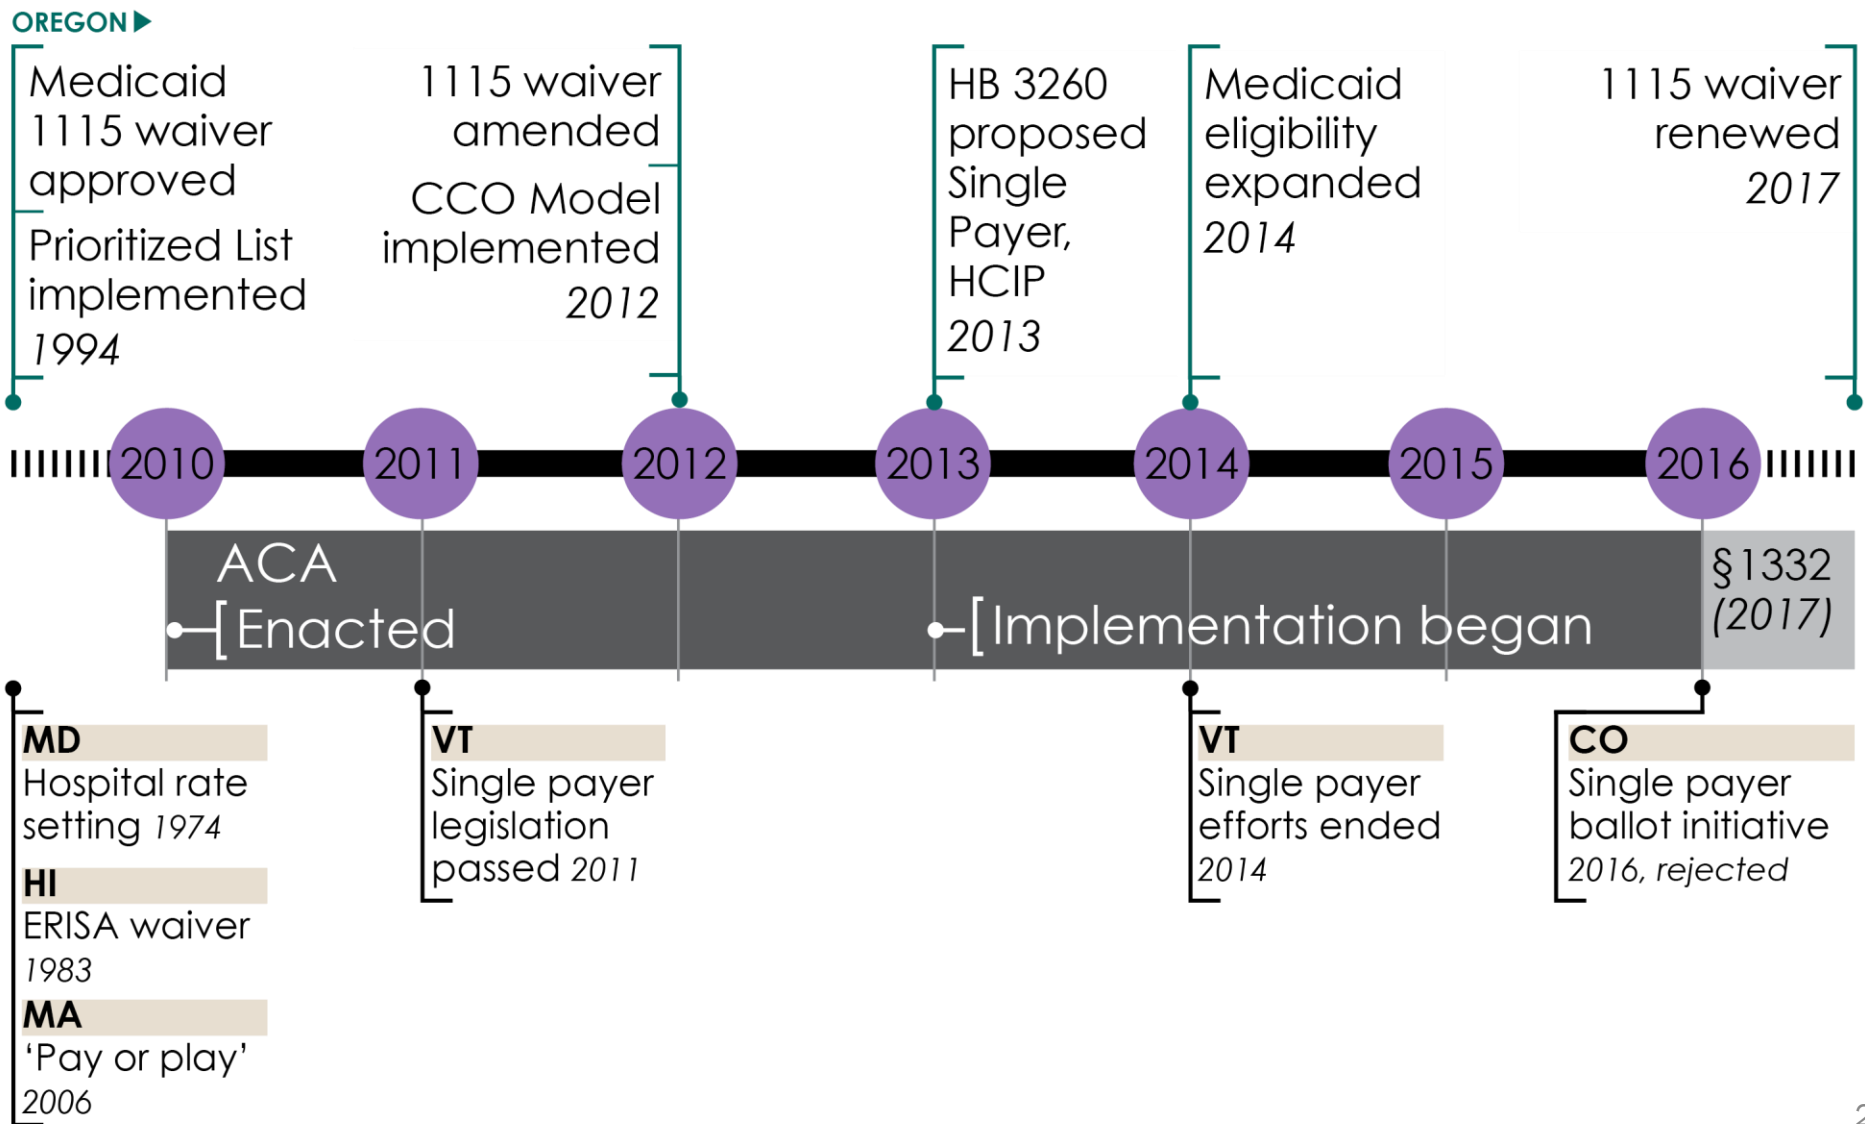 OREGON
Medicaid
1115 waiver
approved
Prioritized List
implemented
1994
1115 waiver
amended
CCO Model
implemented
2012
HB 3260
proposed
Single
Payer,
HCIP
2013
Medicaid
eligibility
expanded
2014
1115 waiver
renewed
2017
2010 2011 2012 2013 2014 2015 2016
ACA
Enacted
Implementation began
§1332
(2017)
MD
Hospital rate
setting 1974
HI
ERISA waiver
1983
MA
‘Pay or play’
2006
VT
Single payer
legislation
passed 2011
VT
Single payer
efforts ended
2014
CO
Single payer
ballot initiative
2016, rejected